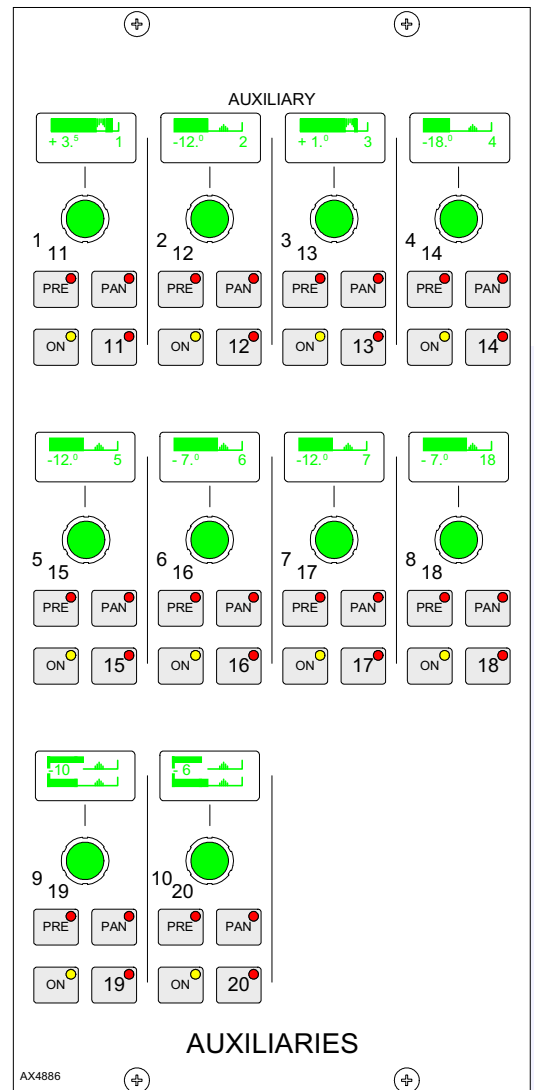 AUXILIARY
+ 3.⁵ 1 -12.⁰ 2 + 1.⁰ 3 -18.⁰ 4
1 11 2 12 3 13 4 14
PRE PAN PRE PAN PRE PAN PRE PAN
ON 11 ON 12 ON 13 ON 14
-12.⁰ 5 - 7.⁰ 6 -12.⁰ 7 - 7.⁰ 18
5 15 6 16 7 17 8 18
PRE PAN PRE PAN PRE PAN PRE PAN
ON 15 ON 16 ON 17 ON 18
-10 - 6
9 19 10 20
PRE PAN PRE PAN
ON 19 ON 20
AUXILIARIES
AX4886